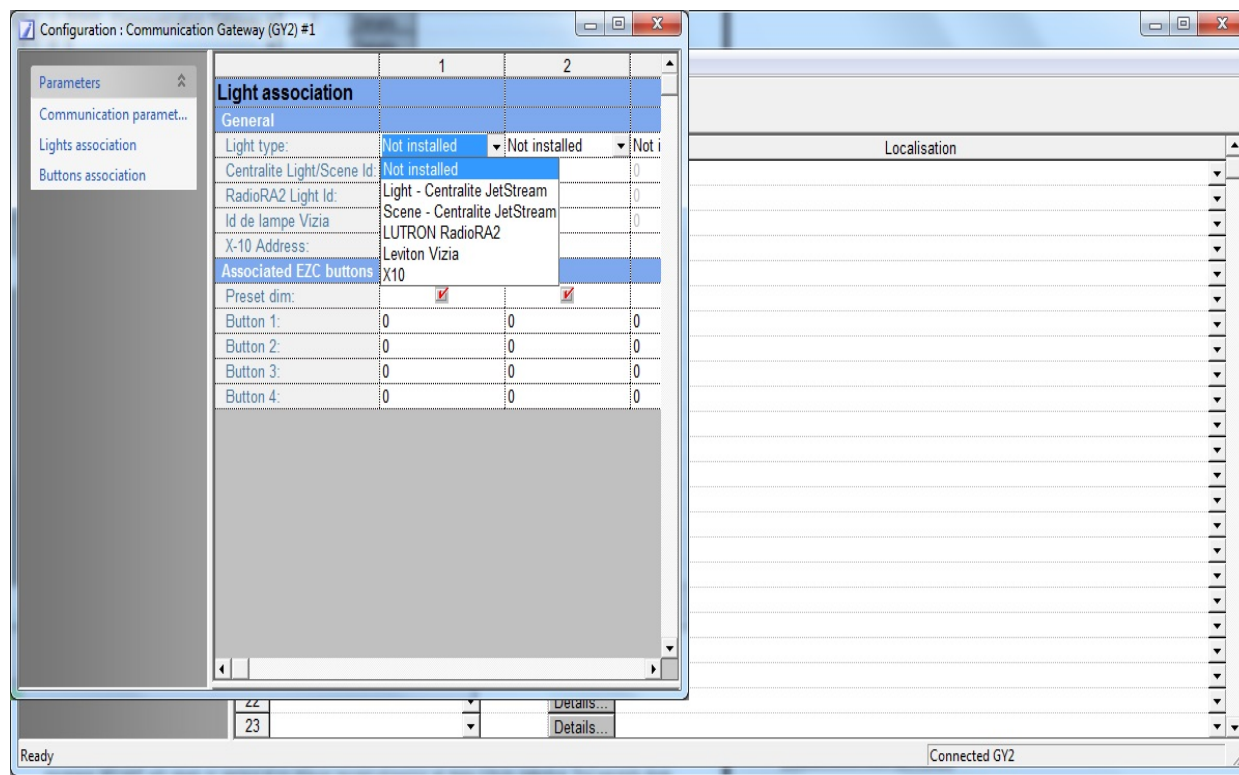 Configuration : Communication Gateway (GY2) #1
Parameters
Communication paramet...
Lights association
Buttons association
1 2
Light association
General
Light type: Not installed Not installed Not i
Centralite Light/Scene Id: Not installed 0
RadioRA2 Light Id: Light - Centralite JetStream 0
Id de lampe Vizia Scene - Centralite JetStream 0
LUTRON RadioRA2
X-10 Address: Leviton Vizia
Associated EZC buttons X10
Preset dim:
Button 1: 0 0 0
Button 2: 0 0 0
Button 3: 0 0 0
Button 4: 0 0 0
Localisation
22 Details...
23 Details...
Ready Connected GY2